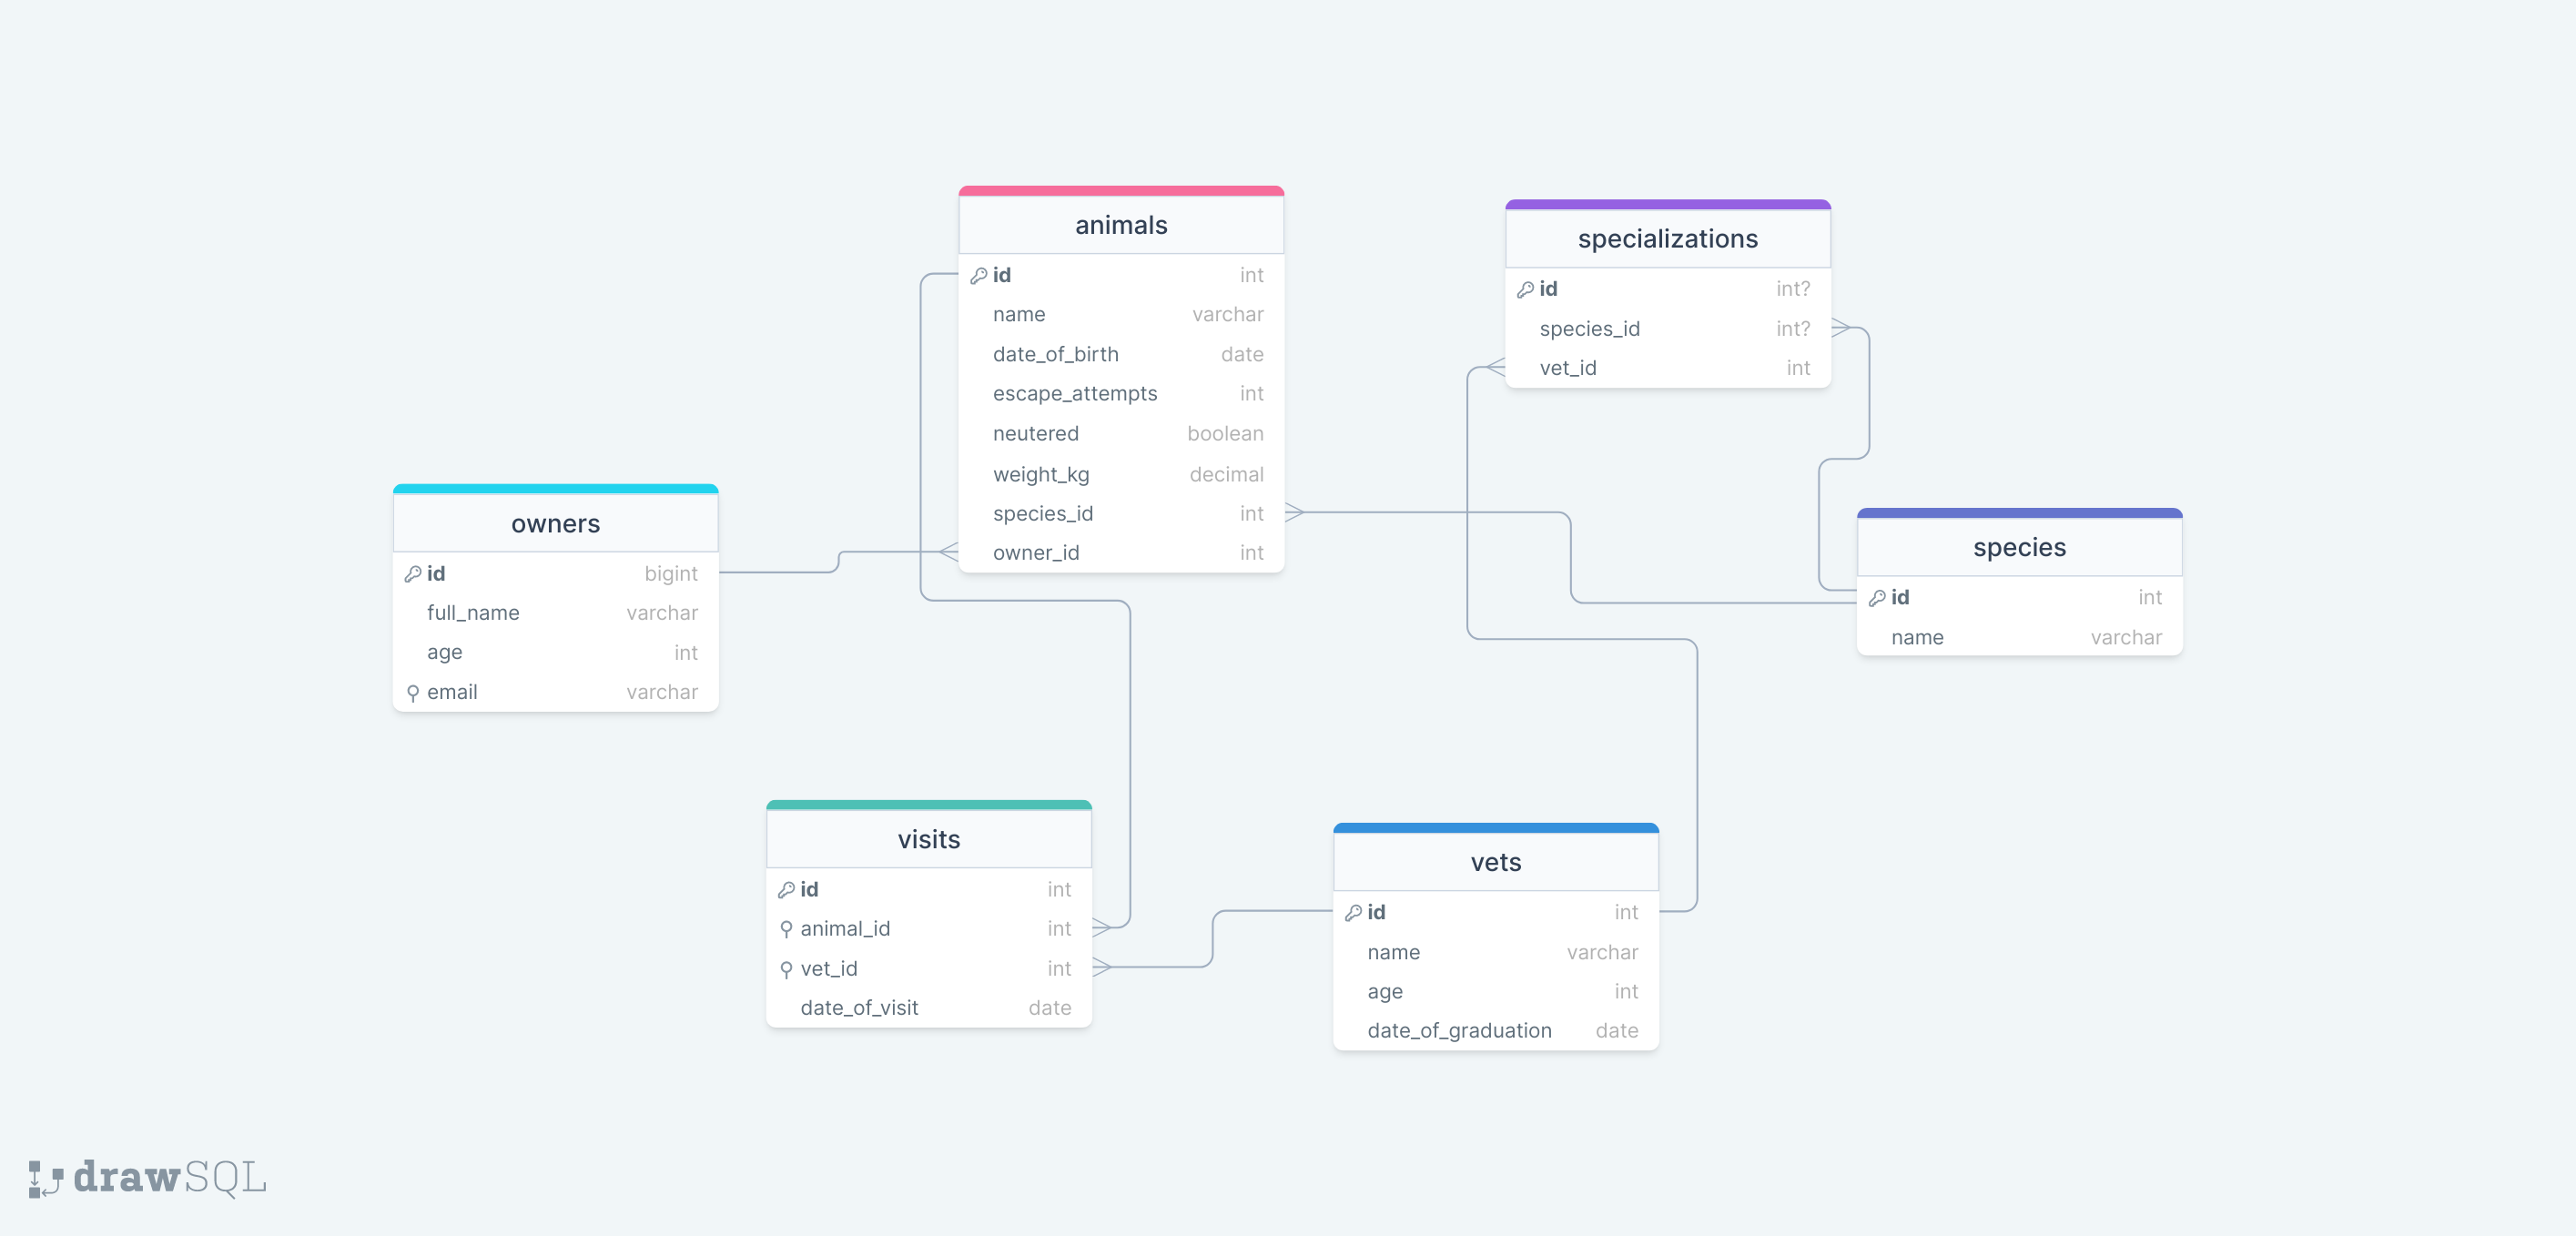 animals
id int
name varchar
date_of_birth date
escape_attempts int
neutered boolean
weight_kg decimal
species_id int
owner_id int
specializations
id int?
species_id int?
vet_id int
owners
id bigint
full_name varchar
age int
email varchar
species
id int
name varchar
visits
id int
animal_id int
vet_id int
date_of_visit date
vets
id int
name varchar
age int
date_of_graduation date
drawSQL